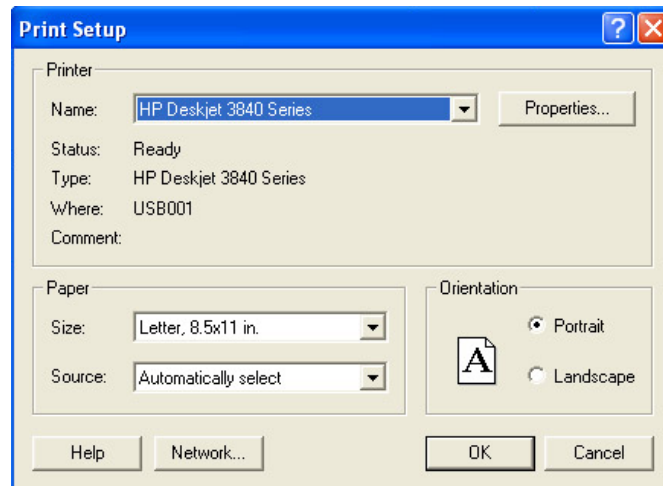 Print Setup
Printer
Name: HP Deskjet 3840 Series Properties...
Status: Ready
Type: HP Deskjet 3840 Series
Where: USB001
Comment:
Paper
Size: Letter, 8.5x11 in.
Source: Automatically select
Orientation
A
Portrait
Landscape
Help Network... OK Cancel